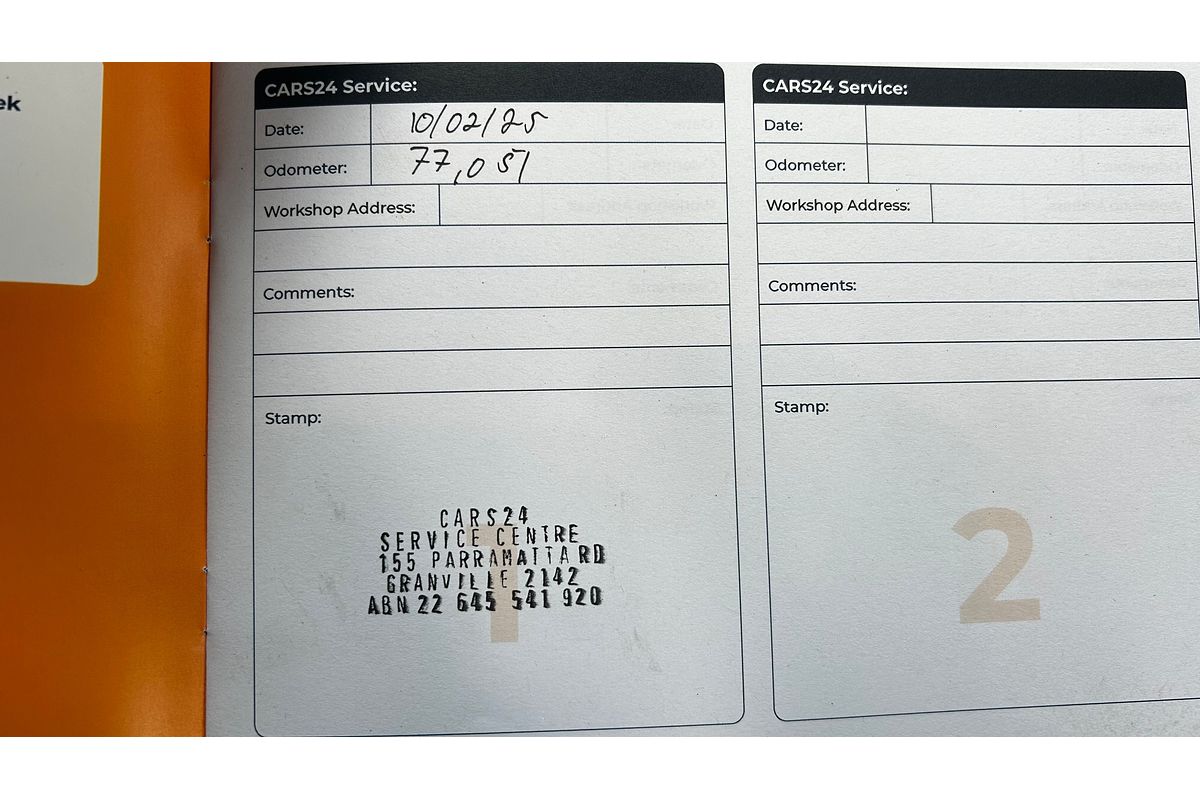 ek
CARS24 Service:
Date: 10/02/25
Odometer: 77,051
Workshop Address:
Comments:
Stamp:
1
CARS24
SERVICE CENTRE
155 PARRAMATTA RD
GRANVILLE 2142
ABN 22 645 541 920
CARS24 Service:
Date:
Odometer:
Workshop Address:
Comments:
Stamp:
2